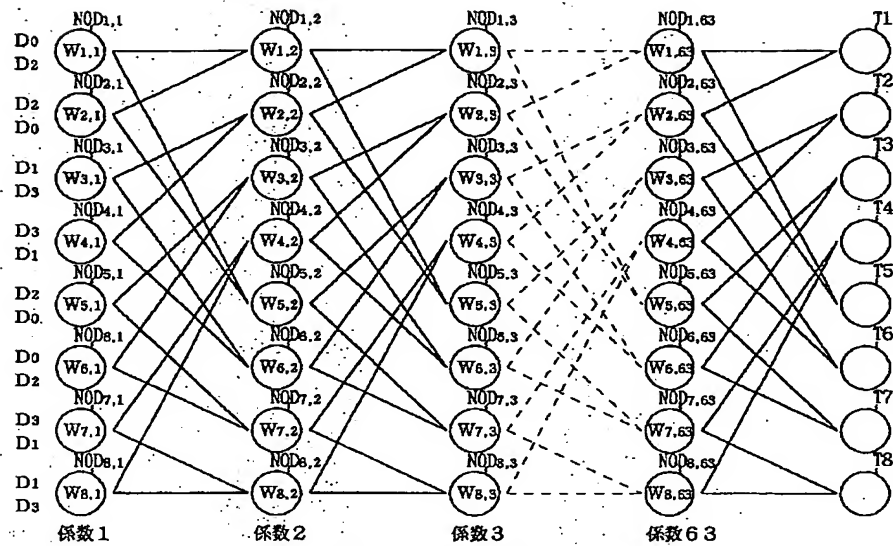 NOD1,1 NOD1,2 NOD1,3 NOD1,63 T1
D0
W1,1 W1,2 W1,3 W1,63
D2
NOD2,1 NOD2,2 NOD2,3 NOD2,63 T2
D2
W2,1 W2,2 W2,3 W2,63
D0
NOD3,1 NOD3,2 NOD3,3 NOD3,63 T3
D1
W3,1 W3,2 W3,3 W3,63
D3
NOD4,1 NOD4,2 NOD4,3 NOD4,63 T4
D3
W4,1 W4,2 W4,3 W4,63
D1
NOD5,1 NOD5,2 NOD5,3 NOD5,63 T5
D2
W5,1 W5,2 W5,3 W5,63
D0
NOD6,1 NOD6,2 NOD6,3 NOD6,63 T6
D0
W6,1 W6,2 W6,3 W6,63
D2
NOD7,1 NOD7,2 NOD7,3 NOD7,63 T7
D3
W7,1 W7,2 W7,3 W7,63
D1
NOD8,1 NOD8,2 NOD8,3 NOD8,63 T8
D1
W8,1 W8,2 W8,3 W8,63
D3
係数1 係数2 係数3 係数63